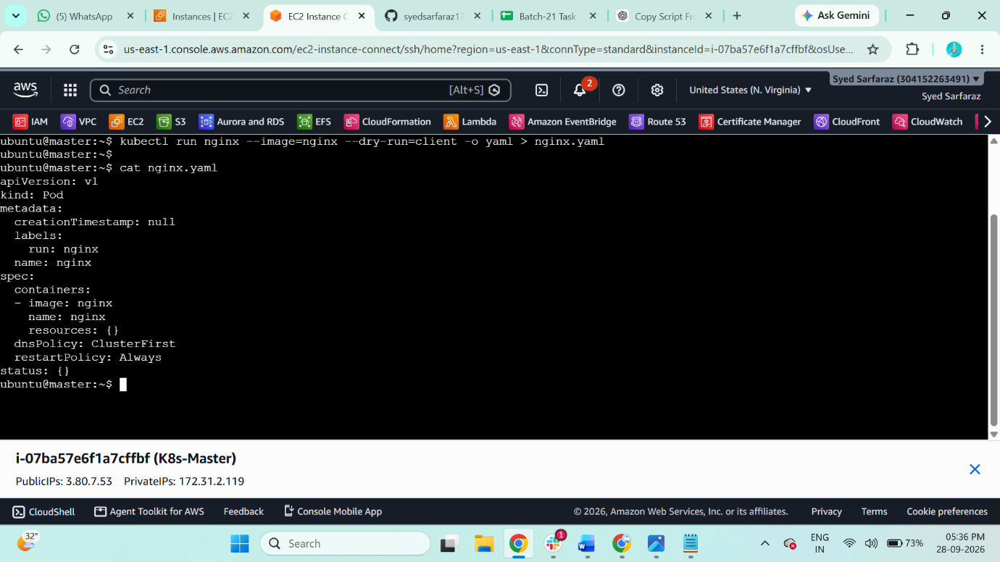 (5) WhatsApp
Instances | EC2
EC2 Instance C
syedsarfaraz17
Batch-21 Task
Copy Script Fro
Ask Gemini
us-east-1.console.aws.amazon.com/ec2-instance-connect/ssh/home?region=us-east-1&connType=standard&instanceId=i-07ba57e6f1a7cffbf&osUse...
aws
Search
[Alt+S]
2
United States (N. Virginia)
Syed Sarfaraz (304152263491)
Syed Sarfaraz
IAM
VPC
EC2
S3
Aurora and RDS
EFS
CloudFormation
Lambda
Amazon EventBridge
Route 53
Certificate Manager
CloudFront
CloudWatch
ubuntu@master:~$ kubectl run nginx --image=nginx --dry-run=client -o yaml > nginx.yaml
ubuntu@master:~$
ubuntu@master:~$ cat nginx.yaml
apiVersion: v1
kind: Pod
metadata:
  creationTimestamp: null
  labels:
    run: nginx
  name: nginx
spec:
  containers:
  - image: nginx
    name: nginx
    resources: {}
  dnsPolicy: ClusterFirst
  restartPolicy: Always
status: {}
ubuntu@master:~$
i-07ba57e6f1a7cffbf (K8s-Master)
PublicIPs: 3.80.7.53 PrivateIPs: 172.31.2.119
CloudShell
Agent Toolkit for AWS
Feedback
Console Mobile App
© 2026, Amazon Web Services, Inc. or its affiliates.
Privacy
Terms
Cookie preferences
32°
Search
1
ENG
IN
73%
05:36 PM
28-09-2026